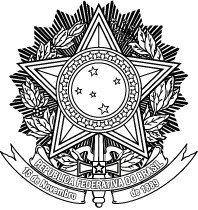 REPÚBLICA FEDERATIVA DO BRASIL
15 de Novembro de 1889